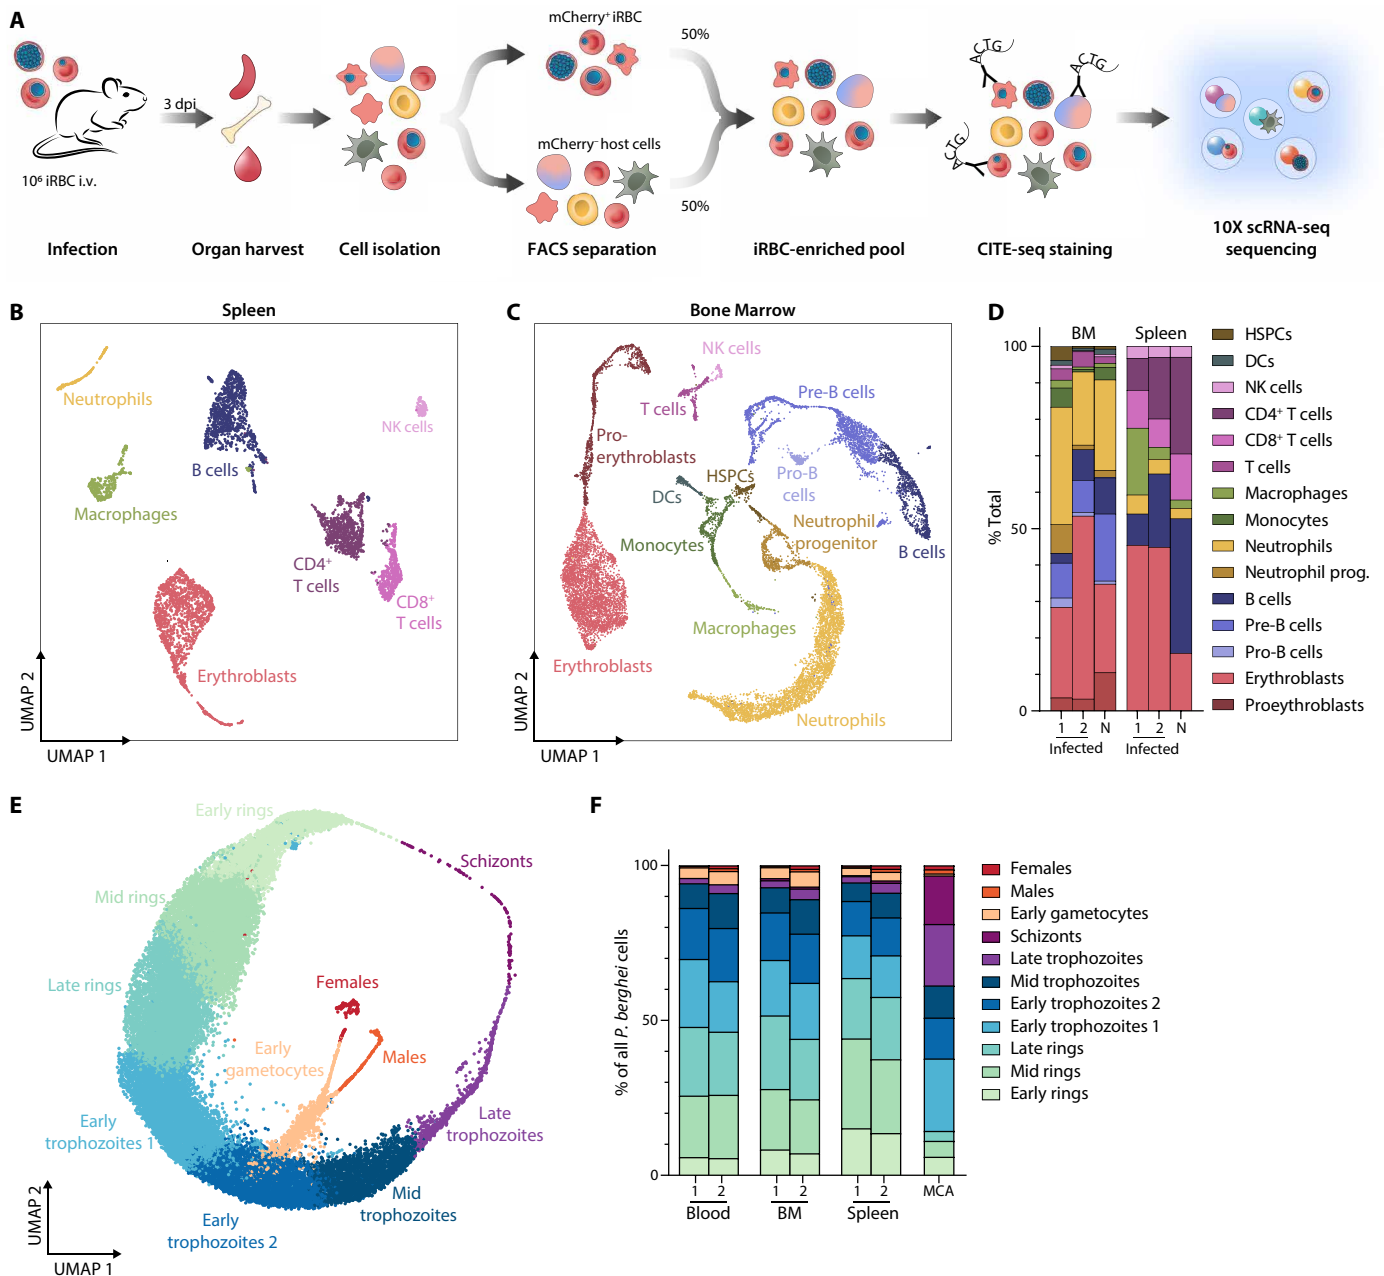 A
mCherry⁺ iRBC
50%
3 dpi
mCherry⁻ host cells
50%
10⁶ iRBC i.v.
ACTG
ACTG
ACTG
Infection
Organ harvest
Cell isolation
FACS separation
iRBC-enriched pool
CITE-seq staining
10X scRNA-seq
sequencing
B
Spleen
Neutrophils
B cells
NK cells
Macrophages
CD4⁺
T cells
CD8⁺
T cells
Erythroblasts
UMAP 2
UMAP 1
C
Bone Marrow
NK cells
T cells
Pre-B cells
Pro-
erythroblasts
HSPCs
Pro-B
cells
DCs
Neutrophil
progenitor
Monocytes
B cells
Macrophages
Erythroblasts
Neutrophils
UMAP 2
UMAP 1
D
BM
Spleen
100
50
0
% Total
1
2
N
1
2
N
Infected
Infected
HSPCs
DCs
NK cells
CD4⁺ T cells
CD8⁺ T cells
T cells
Macrophages
Monocytes
Neutrophils
Neutrophil prog.
B cells
Pre-B cells
Pro-B cells
Erythroblasts
Proeythroblasts
E
Early rings
Schizonts
Mid rings
Late rings
Females
Early
gametocytes
Males
Early
trophozoites 1
Late
trophozoites
Mid
trophozoites
Early
trophozoites 2
UMAP 2
UMAP 1
F
100
50
0
% of all P. berghei cells
1
2
1
2
1
2
MCA
Blood
BM
Spleen
Females
Males
Early gametocytes
Schizonts
Late trophozoites
Mid trophozoites
Early trophozoites 2
Early trophozoites 1
Late rings
Mid rings
Early rings